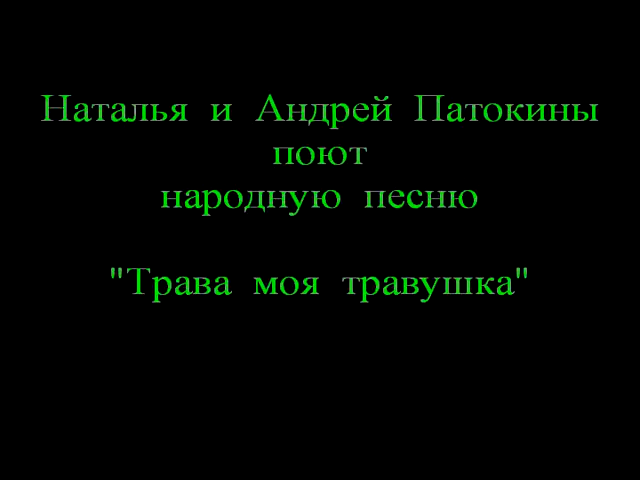 Наталья и Андрей Патокины
поют
народную песню
"Трава моя травушка"